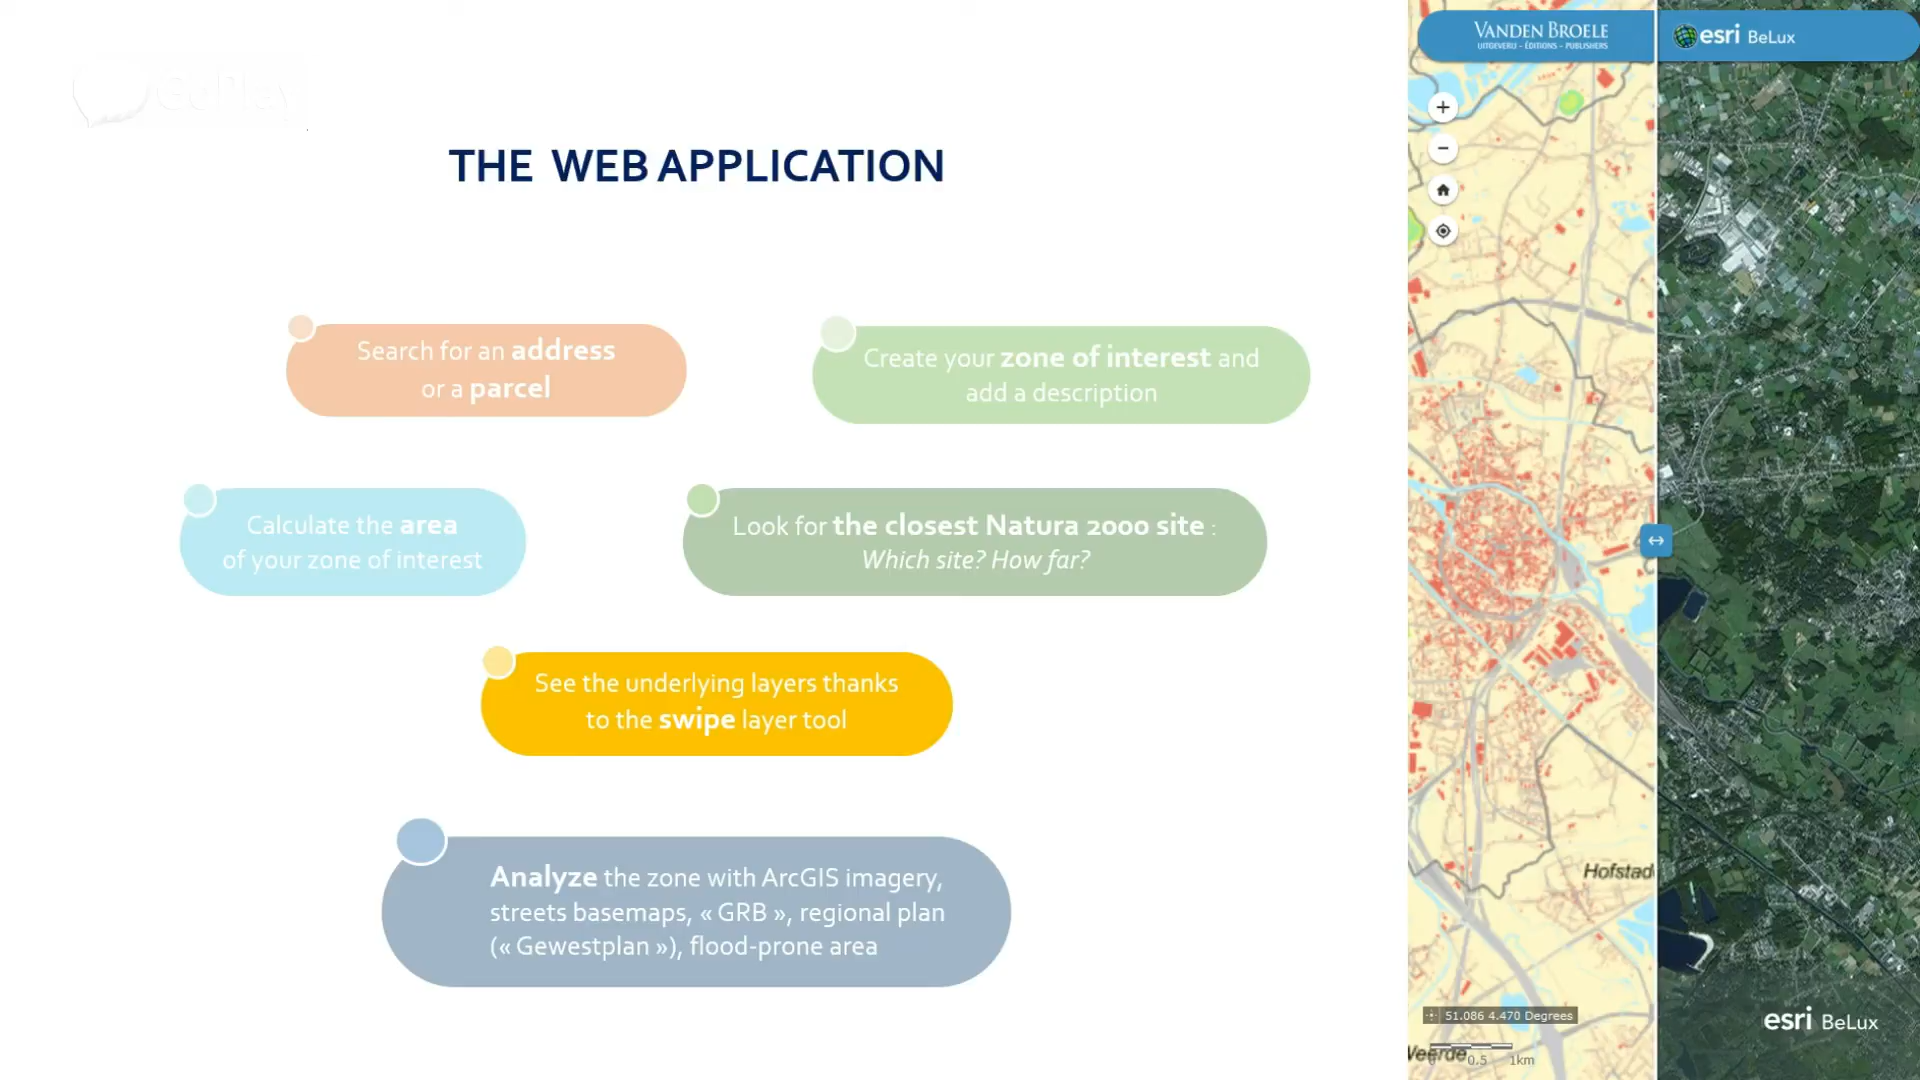 THE WEB APPLICATION
Search for an address
or a parcel
Create your zone of interest and
add a description
Calculate the area
of your zone of interest
Look for the closest Natura 2000 site :
Which site? How far?
See the underlying layers thanks
to the swipe layer tool
Analyze the zone with ArcGIS imagery,
streets basemaps, « GRB », regional plan
(« Gewestplan »), flood-prone area
VANDEN BROELE
UITGEVERIJ - ÉDITIONS - PUBLISHERS
esri BeLux
Hofstad
51.086 4.470 Degrees
Weerde
0 0.5 1km
esri BeLux